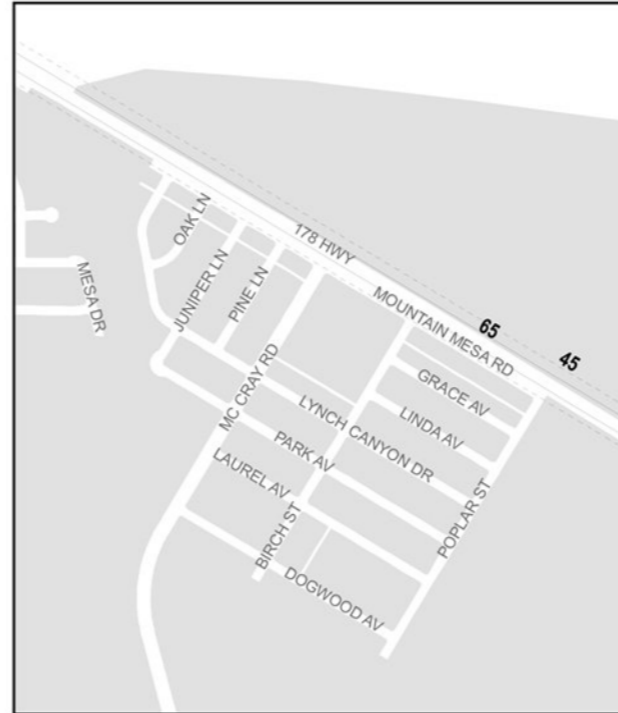 OAK LN
178 HWY
JUNIPER LN
MESA DR
PINE LN
MOUNTAIN MESA RD
65
45
MC CRAY RD
GRACE AV
LINDA AV
LYNCH CANYON DR
PARK AV
LAUREL AV
POPLAR ST
BIRCH ST
DOGWOOD AV